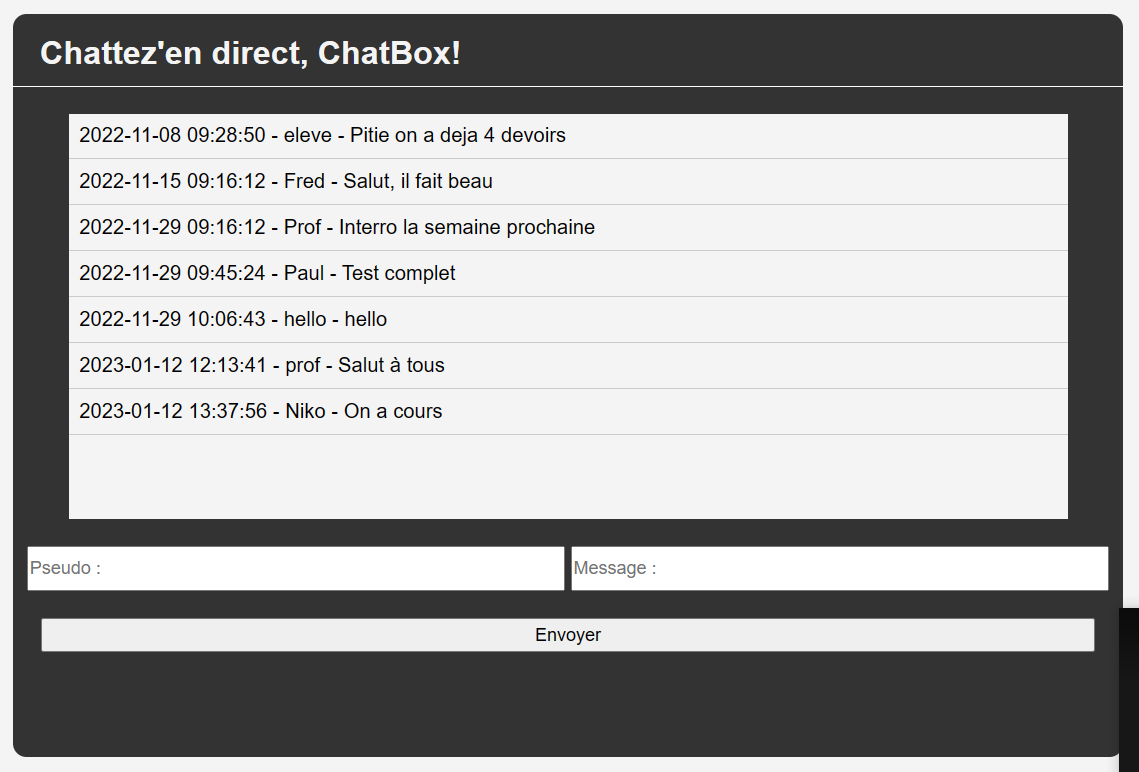 Chattez'en direct, ChatBox!
2022-11-08 09:28:50 - eleve - Pitie on a deja 4 devoirs
2022-11-15 09:16:12 - Fred - Salut, il fait beau
2022-11-29 09:16:12 - Prof - Interro la semaine prochaine
2022-11-29 09:45:24 - Paul - Test complet
2022-11-29 10:06:43 - hello - hello
2023-01-12 12:13:41 - prof - Salut à tous
2023-01-12 13:37:56 - Niko - On a cours
Pseudo : Message :
Envoyer